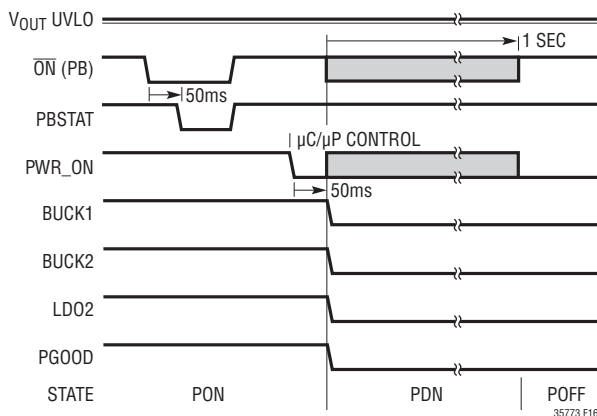 VOUT UVLO
1 SEC
ON (PB)
50ms
PBSTAT
µC/µP CONTROL
PWR_ON
50ms
BUCK1
BUCK2
LDO2
PGOOD
STATE PON PDN POFF
35773 F16